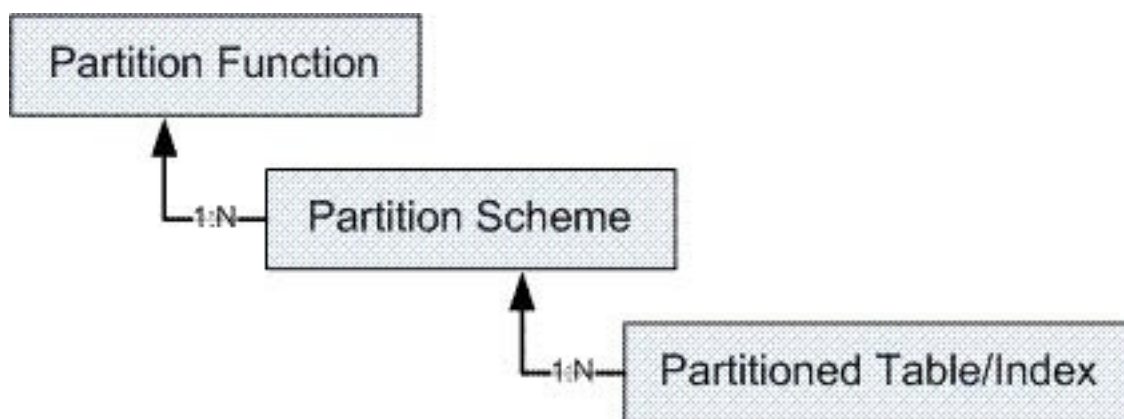 Partition Function
1:N
Partition Scheme
1:N
Partitioned Table/Index